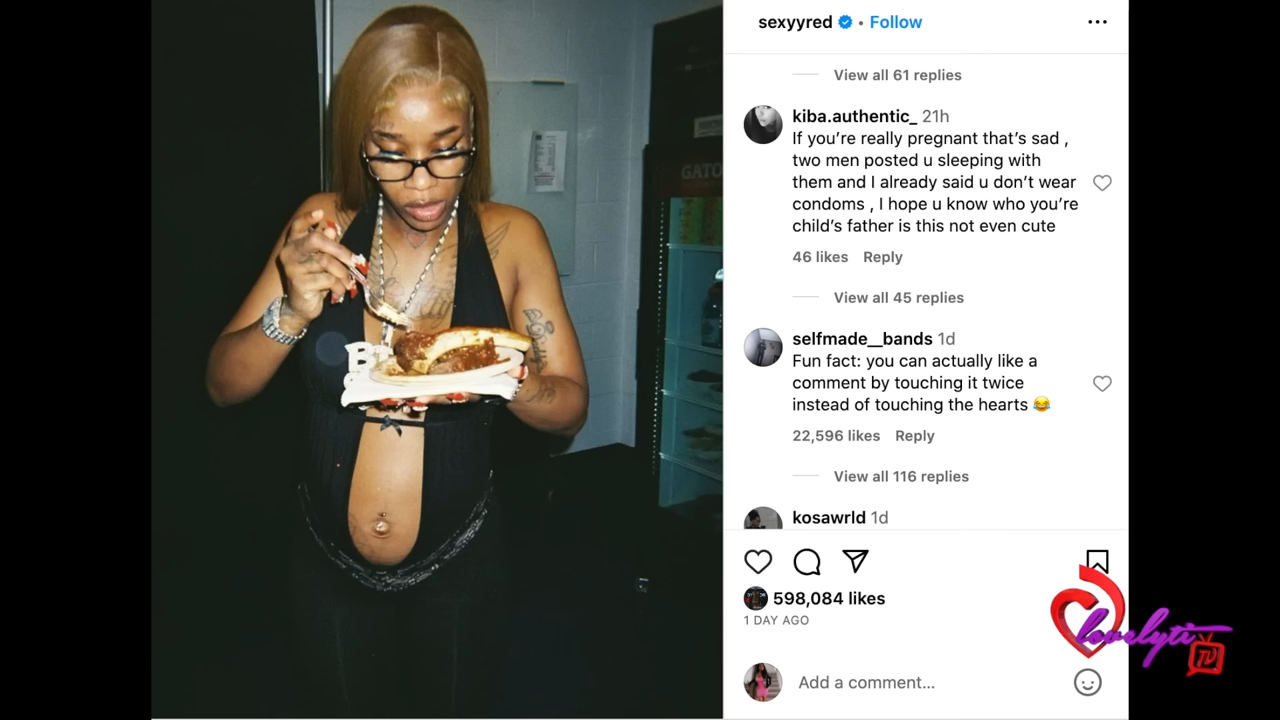 sexyyred • Follow
View all 61 replies
kiba.authentic_ 21h
If you’re really pregnant that’s sad ,
two men posted u sleeping with
them and I already said u don’t wear
condoms , I hope u know who you’re
child’s father is this not even cute
46 likes Reply
View all 45 replies
selfmade__bands 1d
Fun fact: you can actually like a
comment by touching it twice
instead of touching the hearts 😂
22,596 likes Reply
View all 116 replies
kosawrld 1d
598,084 likes
1 DAY AGO
Add a comment...
GATO
B
lovelyti
TV